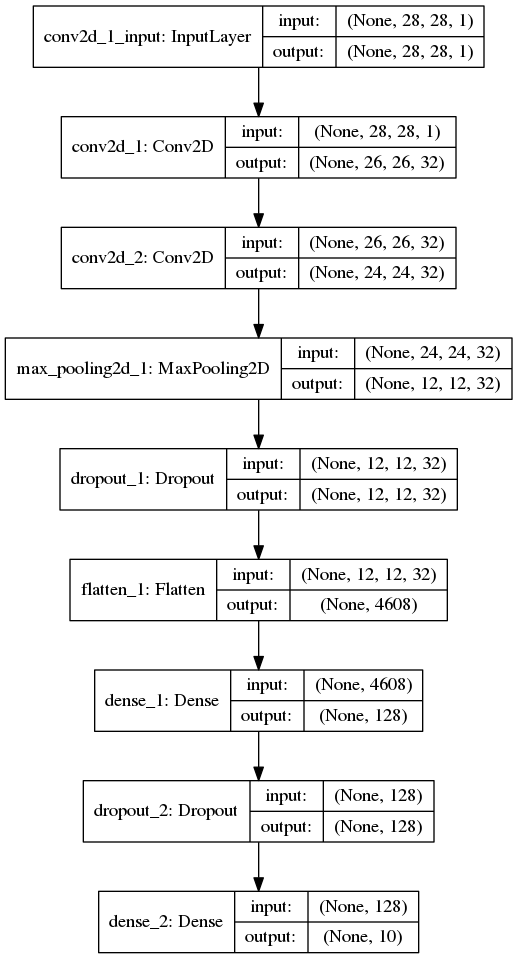 conv2d_1_input: InputLayer
input: (None, 28, 28, 1)
output: (None, 28, 28, 1)
conv2d_1: Conv2D
input: (None, 28, 28, 1)
output: (None, 26, 26, 32)
conv2d_2: Conv2D
input: (None, 26, 26, 32)
output: (None, 24, 24, 32)
max_pooling2d_1: MaxPooling2D
input: (None, 24, 24, 32)
output: (None, 12, 12, 32)
dropout_1: Dropout
input: (None, 12, 12, 32)
output: (None, 12, 12, 32)
flatten_1: Flatten
input: (None, 12, 12, 32)
output: (None, 4608)
dense_1: Dense
input: (None, 4608)
output: (None, 128)
dropout_2: Dropout
input: (None, 128)
output: (None, 128)
dense_2: Dense
input: (None, 128)
output: (None, 10)